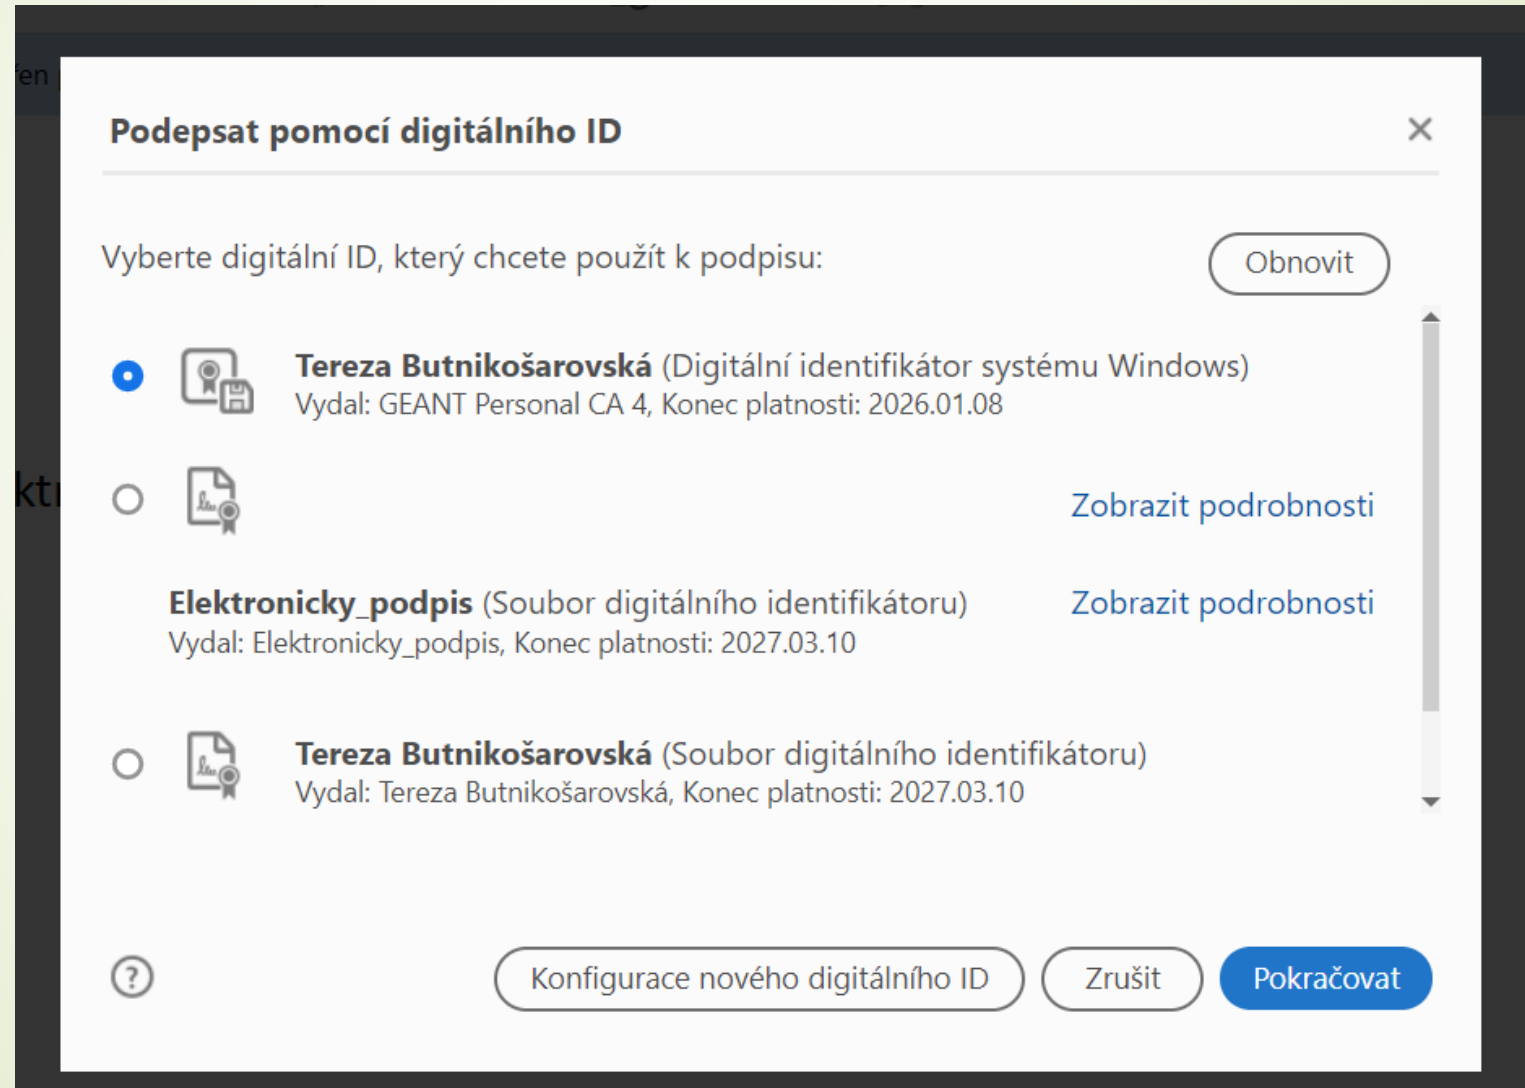 Podepsat pomocí digitálního ID
Vyberte digitální ID, který chcete použít k podpisu:
Obnovit
Tereza Butnikošarovská (Digitální identifikátor systému Windows)
Vydal: GEANT Personal CA 4, Konec platnosti: 2026.01.08
Zobrazit podrobnosti
Elektronicky_podpis (Soubor digitálního identifikátoru)
Zobrazit podrobnosti
Vydal: Elektronicky_podpis, Konec platnosti: 2027.03.10
Tereza Butnikošarovská (Soubor digitálního identifikátoru)
Vydal: Tereza Butnikošarovská, Konec platnosti: 2027.03.10
Konfigurace nového digitálního ID
Zrušit
Pokračovat